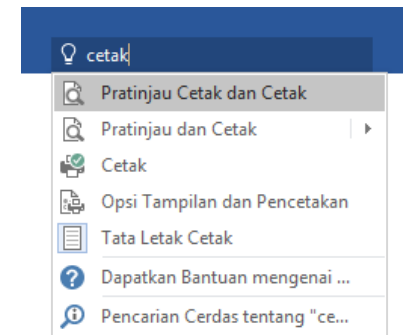 cetak
Pratinjau Cetak dan Cetak
Pratinjau dan Cetak
Cetak
Opsi Tampilan dan Pencetakan
Tata Letak Cetak
Dapatkan Bantuan mengenai ...
Pencarian Cerdas tentang "ce...